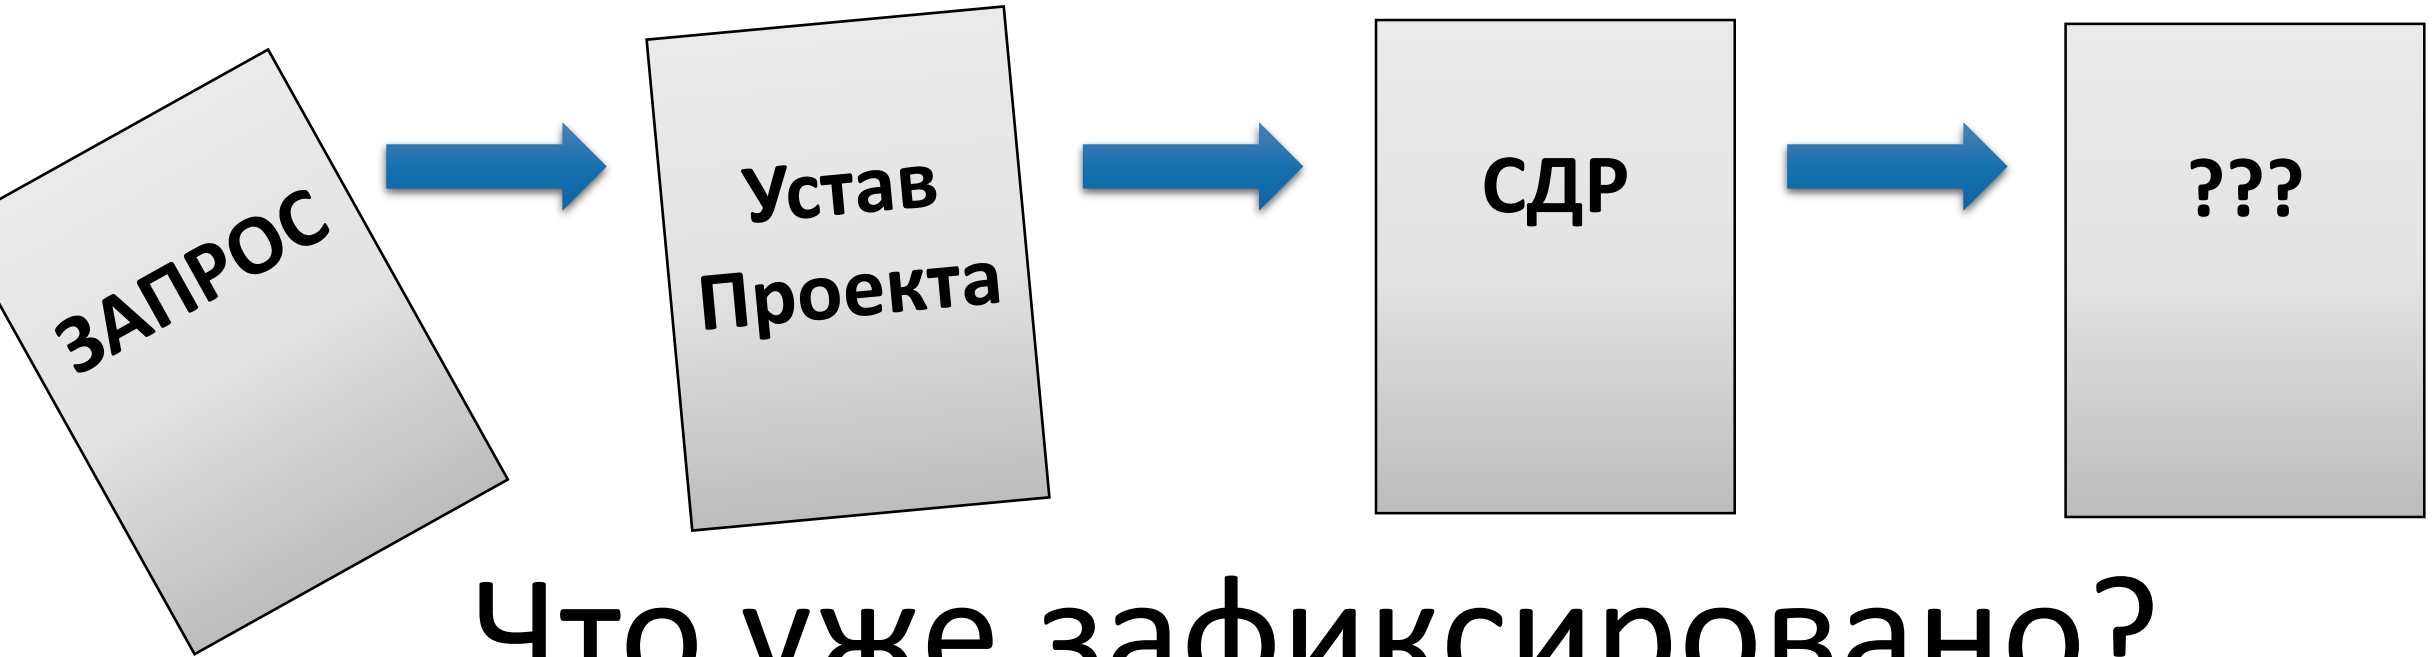 ЗАПРОС
Устав
Проекта
СДР
???
Что уже зафиксировано?